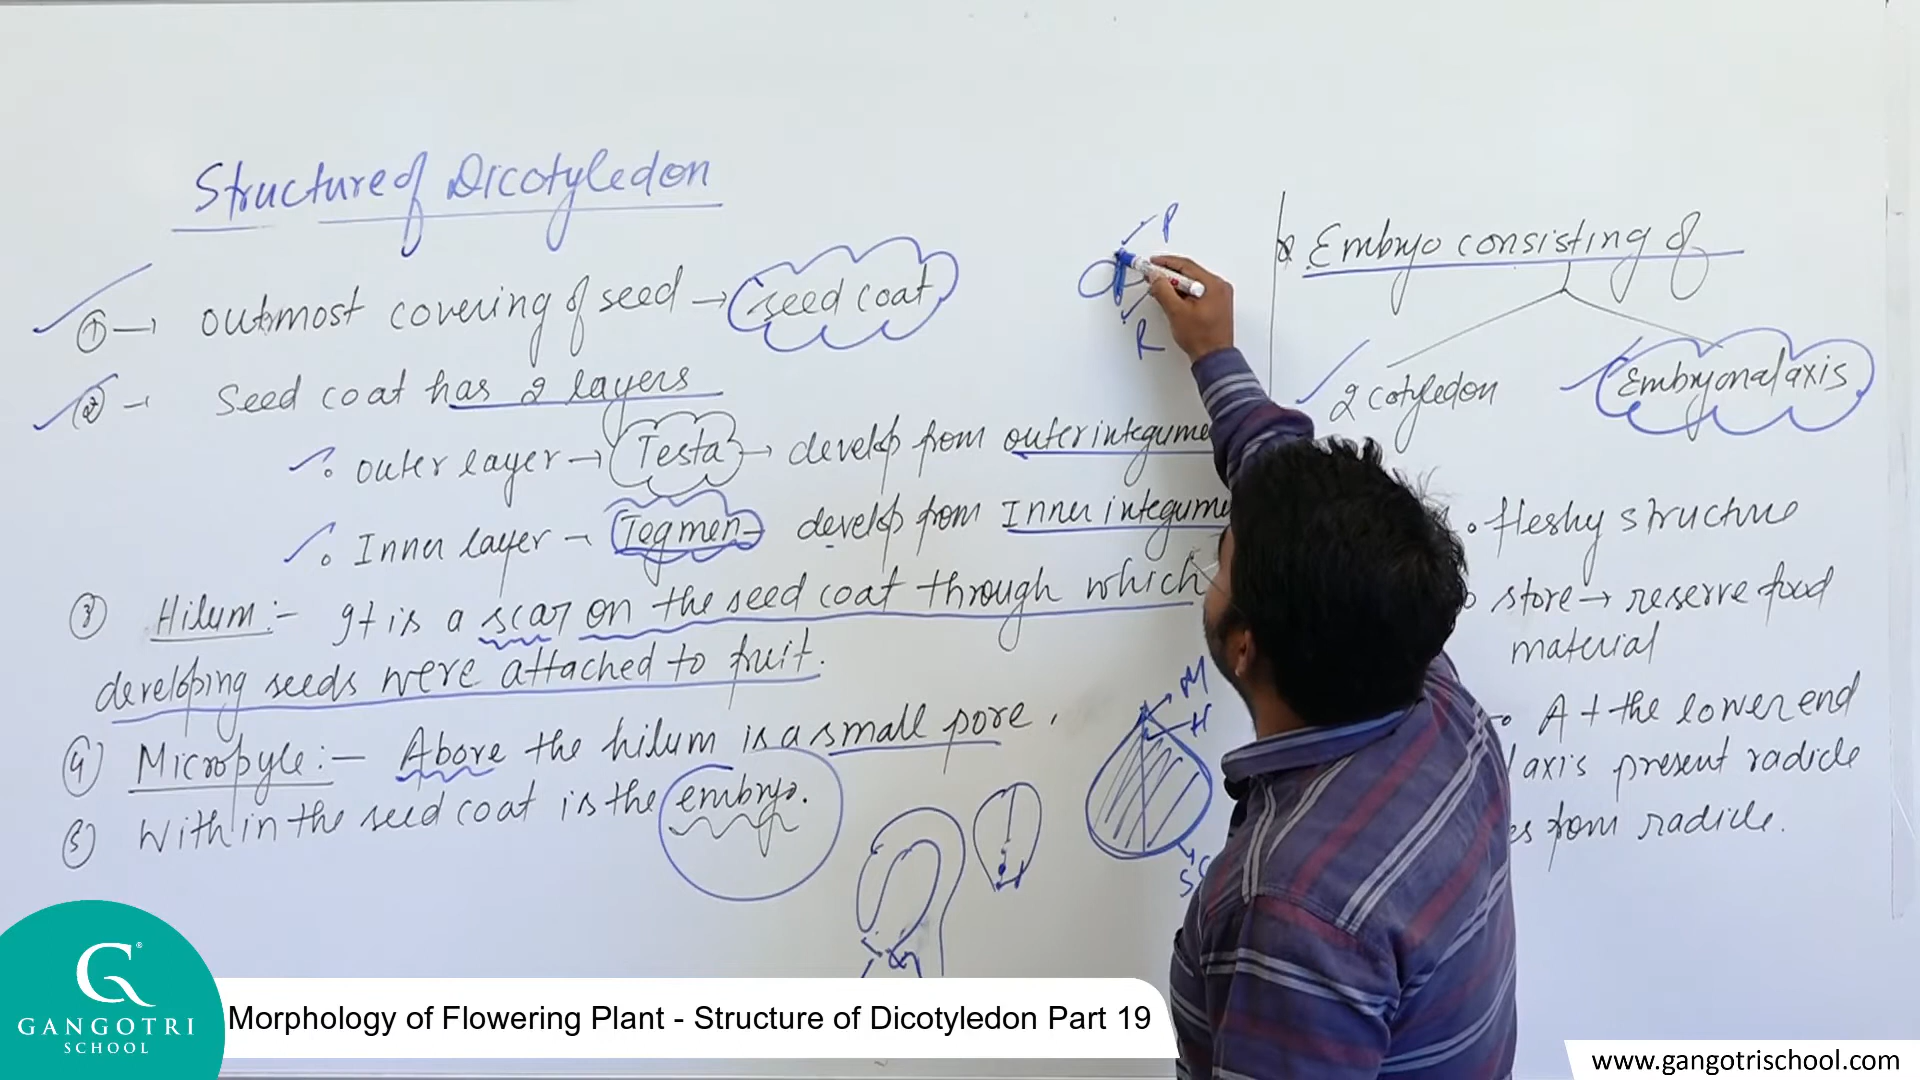 Structure of Dicotyledon
① → Outmost covering of seed → seed coat
② → Seed coat has 2 layers
• Outer layer → Testa → develop from outer integume
• Inner layer - Tegmen - develop from Inner integume
③ Hilum :- It is a scar on the seed coat through which
developing seeds were attached to fruit.
④ Micropyle :- Above the hilum is a small pore.
⑤ With in the seed coat is the embryo.
P
R
M
H
Embryo consisting of
2 cotyledon
Embryonal axis
• fleshy structure
• store → reserve food
material
• At the lower end
axis present radicle
es from radicle.
GANGOTRI
SCHOOL
Morphology of Flowering Plant - Structure of Dicotyledon Part 19
www.gangotrischool.com